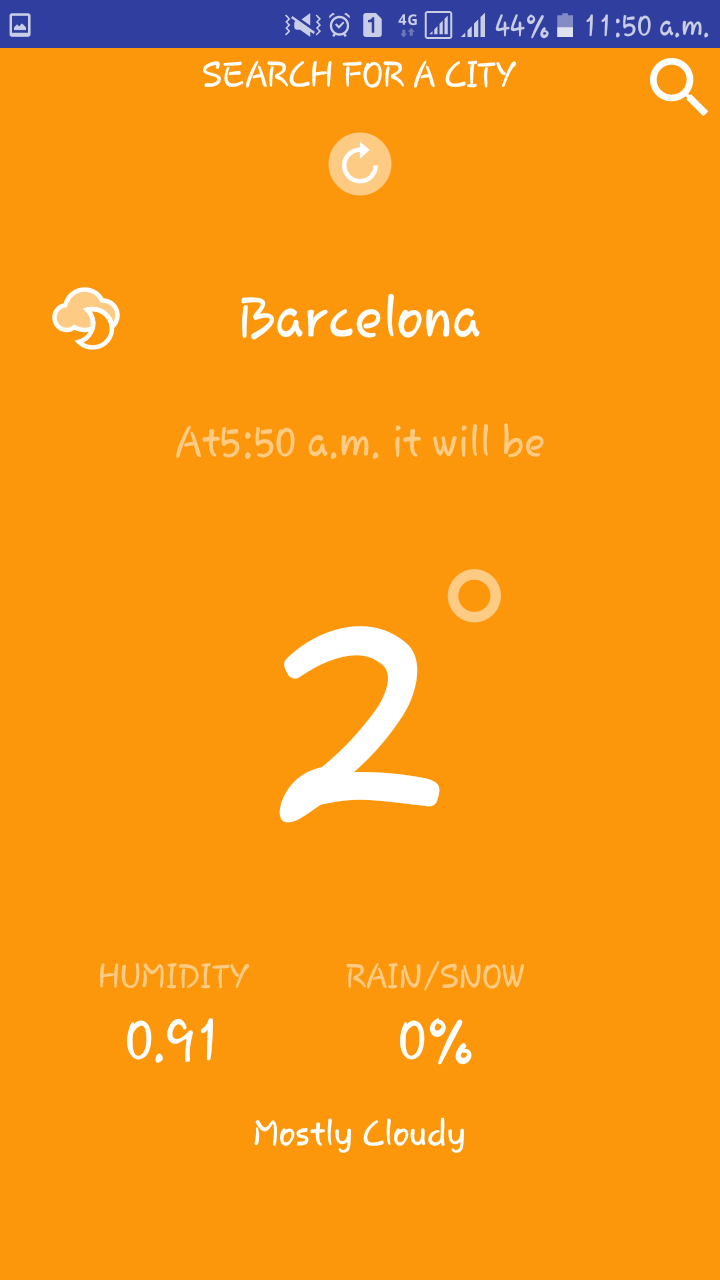 1 4G 44% 11:50 a.m.
SEARCH FOR A CITY
Barcelona
At5:50 a.m. it will be
2
HUMIDITY RAIN/SNOW
0.91 0%
Mostly Cloudy